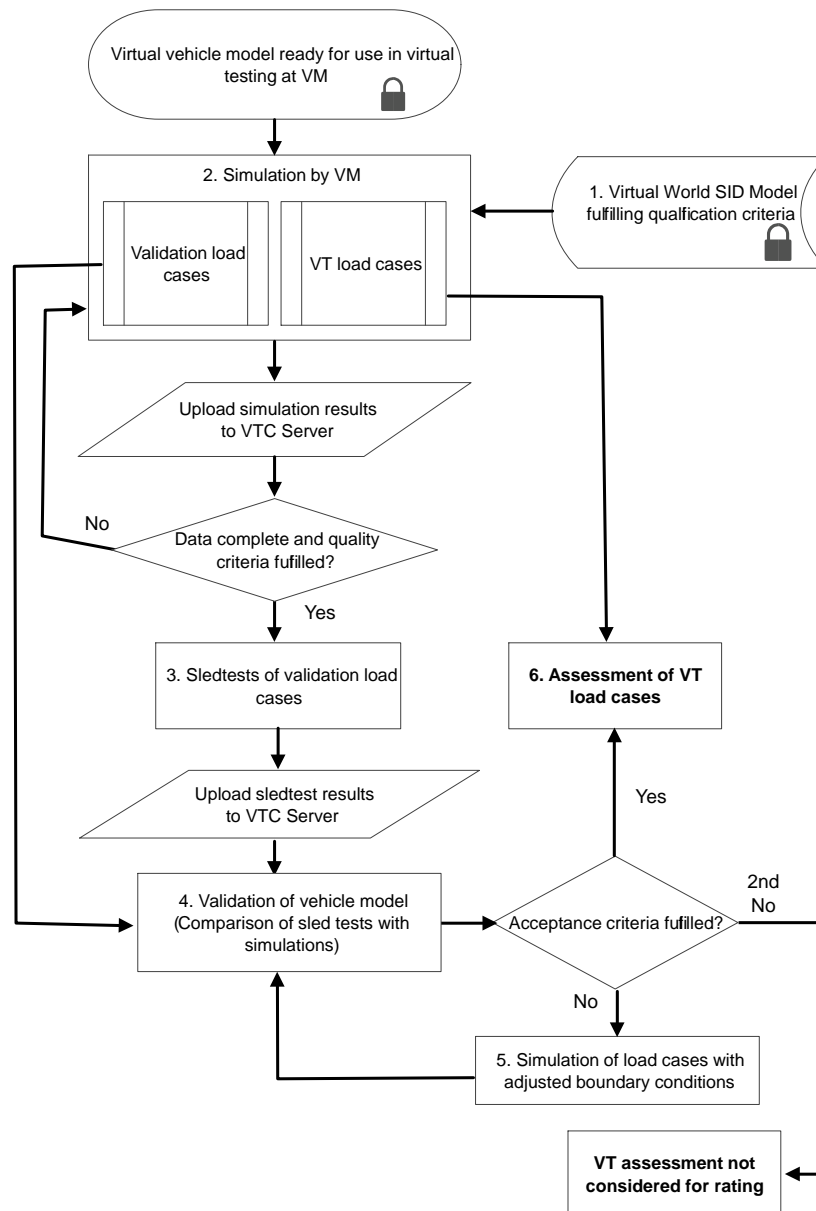 Virtual vehicle model ready for use in virtual
testing at VM
2. Simulation by VM
1. Virtual World SID Model
fulfilling qualfication criteria
Validation load
cases
VT load cases
Upload simulation results
to VTC Server
No
Data complete and quality
criteria fufilled?
Yes
3. Sledtests of validation load
cases
6. Assessment of VT
load cases
Upload sledtest results
to VTC Server
Yes
4. Validation of vehicle model
(Comparison of sled tests with
simulations)
Acceptance criteria fufilled?
2nd
No
No
5. Simulation of load cases with
adjusted boundary conditions
VT assessment not
considered for rating